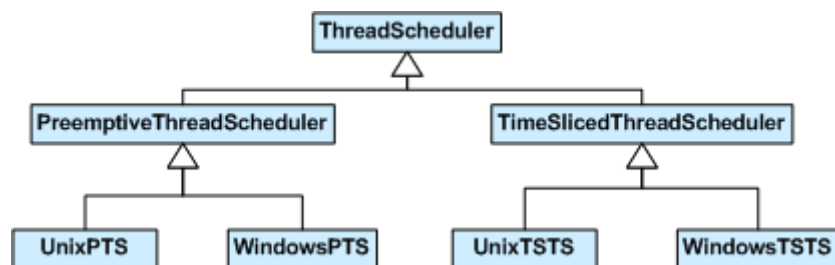 ThreadScheduler
PreemptiveThreadScheduler
TimeSlicedThreadScheduler
UnixPTS
WindowsPTS
UnixTSTS
WindowsTSTS